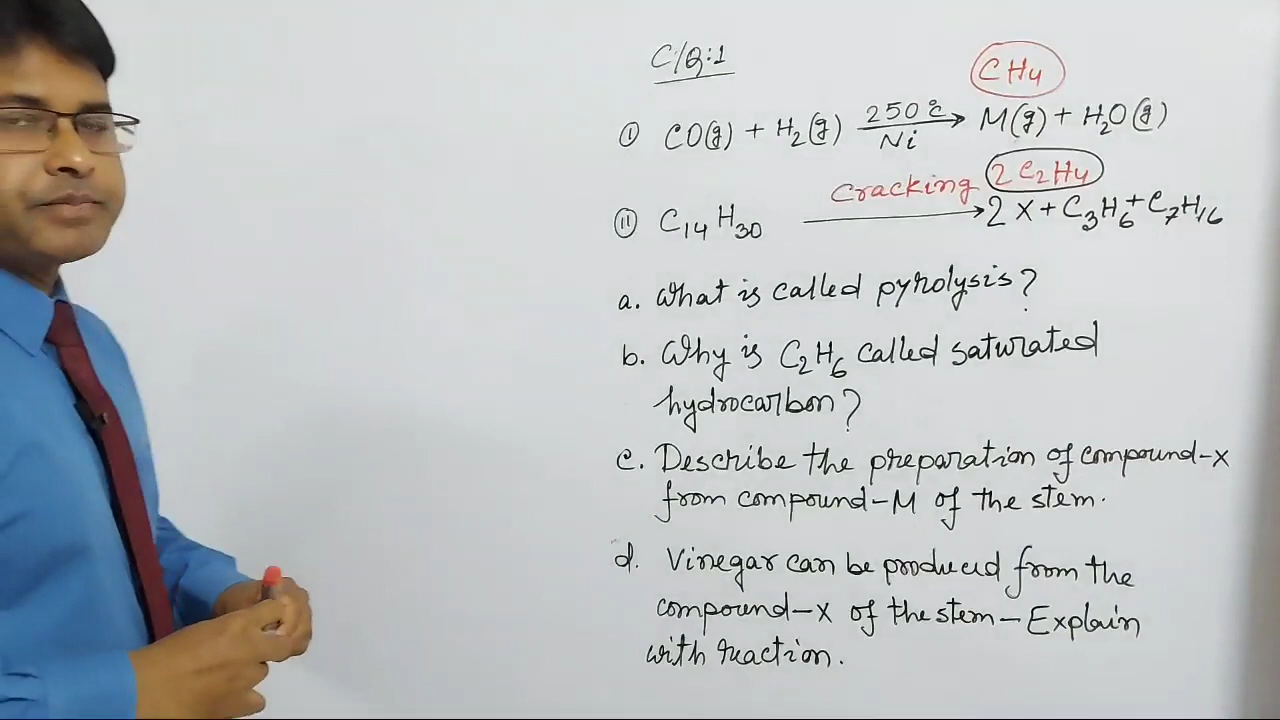 C/Q:1
CH4
i CO(g) + H2(g) 250°C Ni → M(g) + H2O(g)
Cracking 2C2H4
ii C14H30 → 2X + C3H6 + C7H16
a. What is called pyrolysis?
b. Why is C2H6 called saturated
hydrocarbon?
c. Describe the preparation of compound-X
from compound-M of the stem.
d. Vinegar can be produced from the
compound-X of the stem - Explain
with reaction.